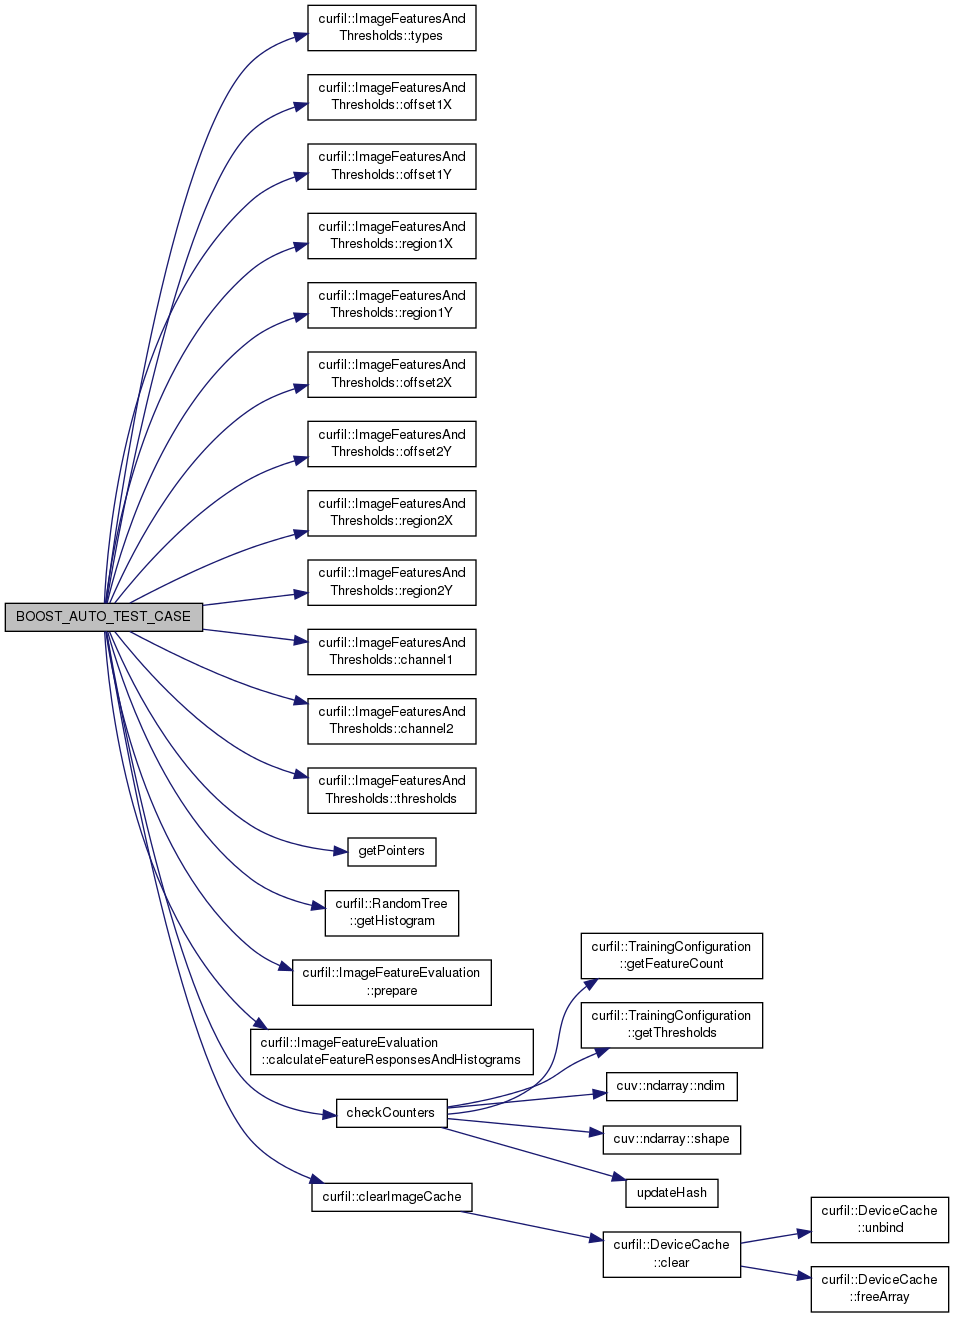 curfil::ImageFeaturesAnd
Thresholds::types
curfil::ImageFeaturesAnd
Thresholds::offset1X
curfil::ImageFeaturesAnd
Thresholds::offset1Y
curfil::ImageFeaturesAnd
Thresholds::region1X
curfil::ImageFeaturesAnd
Thresholds::region1Y
curfil::ImageFeaturesAnd
Thresholds::offset2X
curfil::ImageFeaturesAnd
Thresholds::offset2Y
curfil::ImageFeaturesAnd
Thresholds::region2X
curfil::ImageFeaturesAnd
Thresholds::region2Y
BOOST_AUTO_TEST_CASE
curfil::ImageFeaturesAnd
Thresholds::channel1
curfil::ImageFeaturesAnd
Thresholds::channel2
curfil::ImageFeaturesAnd
Thresholds::thresholds
getPointers
curfil::RandomTree
::getHistogram
curfil::ImageFeatureEvaluation
::prepare
curfil::ImageFeatureEvaluation
::calculateFeatureResponsesAndHistograms
checkCounters
curfil::TrainingConfiguration
::getFeatureCount
curfil::TrainingConfiguration
::getThresholds
cuv::ndarray::ndim
cuv::ndarray::shape
updateHash
curfil::clearImageCache
curfil::DeviceCache
::clear
curfil::DeviceCache
::unbind
curfil::DeviceCache
::freeArray